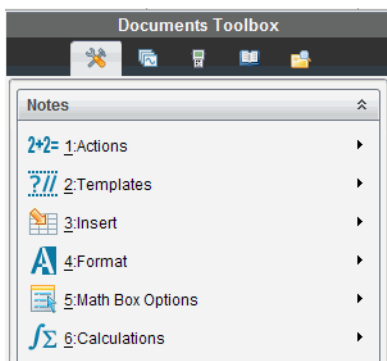 Documents Toolbox
Notes
2+2= 1:Actions
?// 2:Templates
3:Insert
A 4:Format
5:Math Box Options
∫Σ 6:Calculations